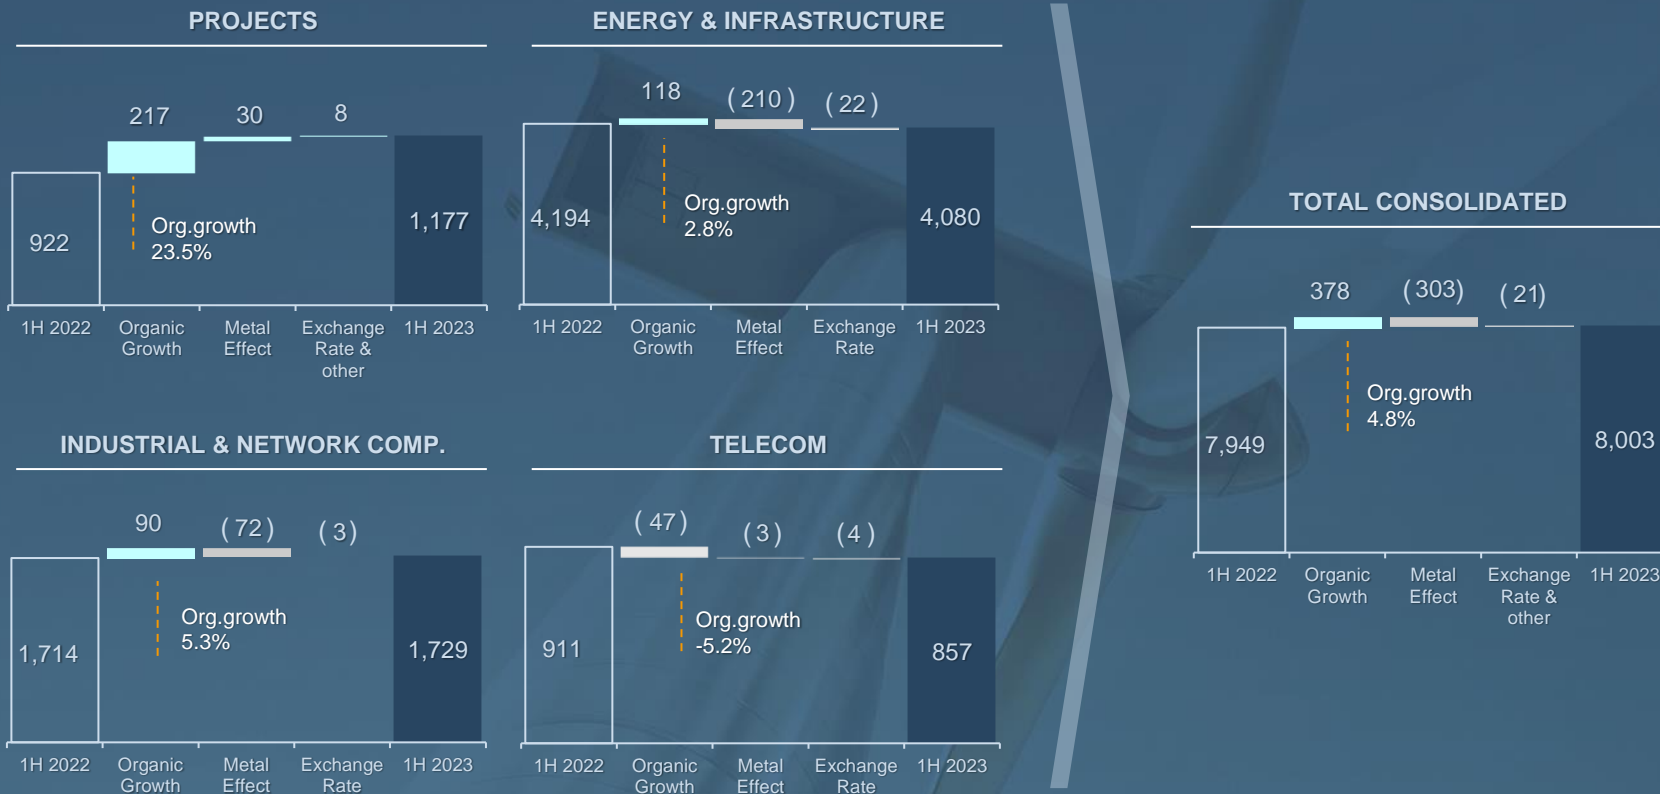 PROJECTS
217
30
8
Org.growth
23.5%
922
1,177
1H 2022
Organic
Growth
Metal
Effect
Exchange
Rate &
other
1H 2023
ENERGY & INFRASTRUCTURE
118
(210)
(22)
Org.growth
2.8%
4,194
4,080
1H 2022
Organic
Growth
Metal
Effect
Exchange
Rate
1H 2023
INDUSTRIAL & NETWORK COMP.
90
(72)
(3)
Org.growth
5.3%
1,714
1,729
1H 2022
Organic
Growth
Metal
Effect
Exchange
Rate
1H 2023
TELECOM
(47)
(3)
(4)
Org.growth
-5.2%
911
857
1H 2022
Organic
Growth
Metal
Effect
Exchange
Rate
1H 2023
TOTAL CONSOLIDATED
378
(303)
(21)
Org.growth
4.8%
7,949
8,003
1H 2022
Organic
Growth
Metal
Effect
Exchange
Rate &
other
1H 2023